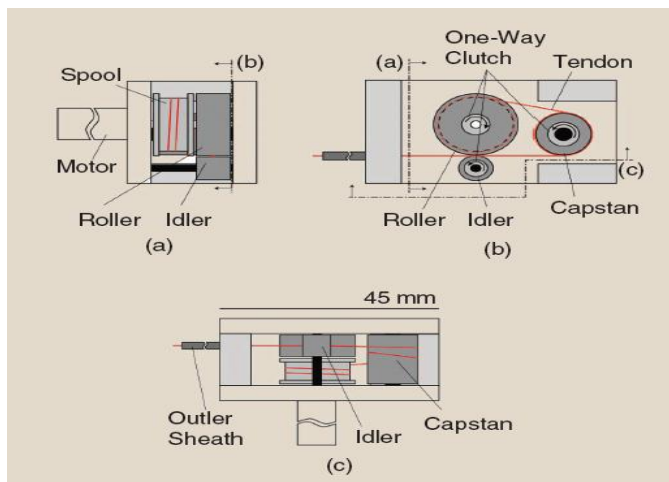 Spool
(b)
Motor
Roller
Idler
(a)
One-Way
Clutch
(a)
Tendon
(c)
Roller
Idler
Capstan
(b)
45 mm
Outler
Sheath
Idler
Capstan
(c)